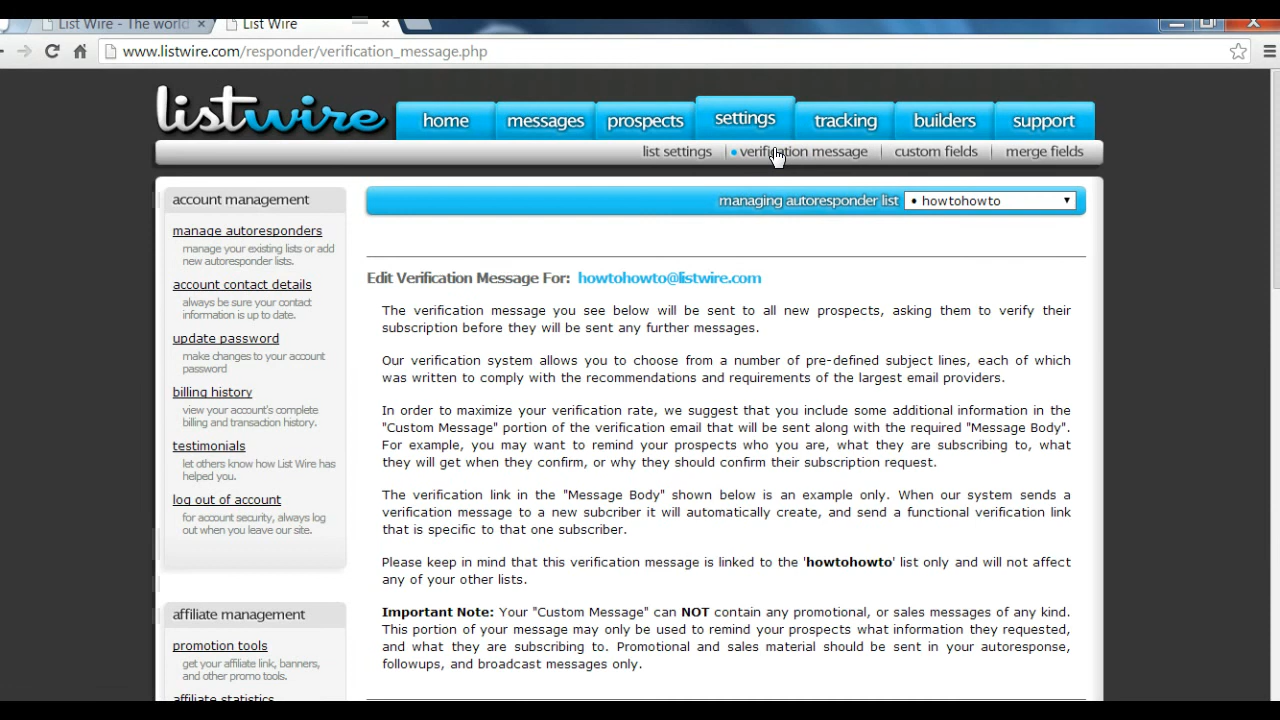 List Wire - The world
List Wire
www.listwire.com/responder/verification_message.php
listwire
home
messages
prospects
settings
tracking
builders
support
list settings
verification message
custom fields
merge fields
account management
manage autoresponders
manage your existing lists or add
new autoresponder lists.
account contact details
always be sure your contact
information is up to date.
update password
make changes to your account
password
billing history
view your account's complete
billing and transaction history.
testimonials
let others know how List Wire has
helped you.
log out of account
for account security, always log
out when you leave our site.
affiliate management
promotion tools
get your affiliate link, banners,
and other promo tools.
affiliate statistics
managing autoresponder list
• howtohowto
Edit Verification Message For: howtohowto@listwire.com
The verification message you see below will be sent to all new prospects, asking them to verify their
subscription before they will be sent any further messages.
Our verification system allows you to choose from a number of pre-defined subject lines, each of which
was written to comply with the recommendations and requirements of the largest email providers.
In order to maximize your verification rate, we suggest that you include some additional information in the
"Custom Message" portion of the verification email that will be sent along with the required "Message Body".
For example, you may want to remind your prospects who you are, what they are subscribing to, what
they will get when they confirm, or why they should confirm their subscription request.
The verification link in the "Message Body" shown below is an example only. When our system sends a
verification message to a new subcriber it will automatically create, and send a functional verification link
that is specific to that one subscriber.
Please keep in mind that this verification message is linked to the 'howtohowto' list only and will not affect
any of your other lists.
Important Note: Your "Custom Message" can NOT contain any promotional, or sales messages of any kind.
This portion of your message may only be used to remind your prospects what information they requested,
and what they are subscribing to. Promotional and sales material should be sent in your autoresponse,
followups, and broadcast messages only.